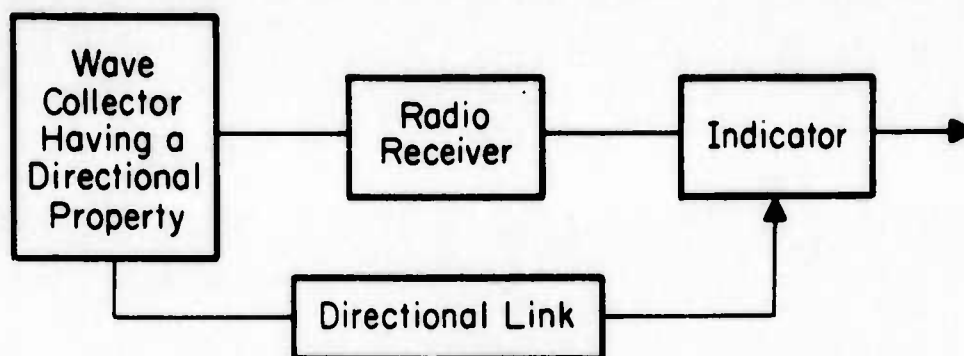 Wave
Collector
Having a
Directional
Property
Radio
Receiver
Indicator
Directional Link